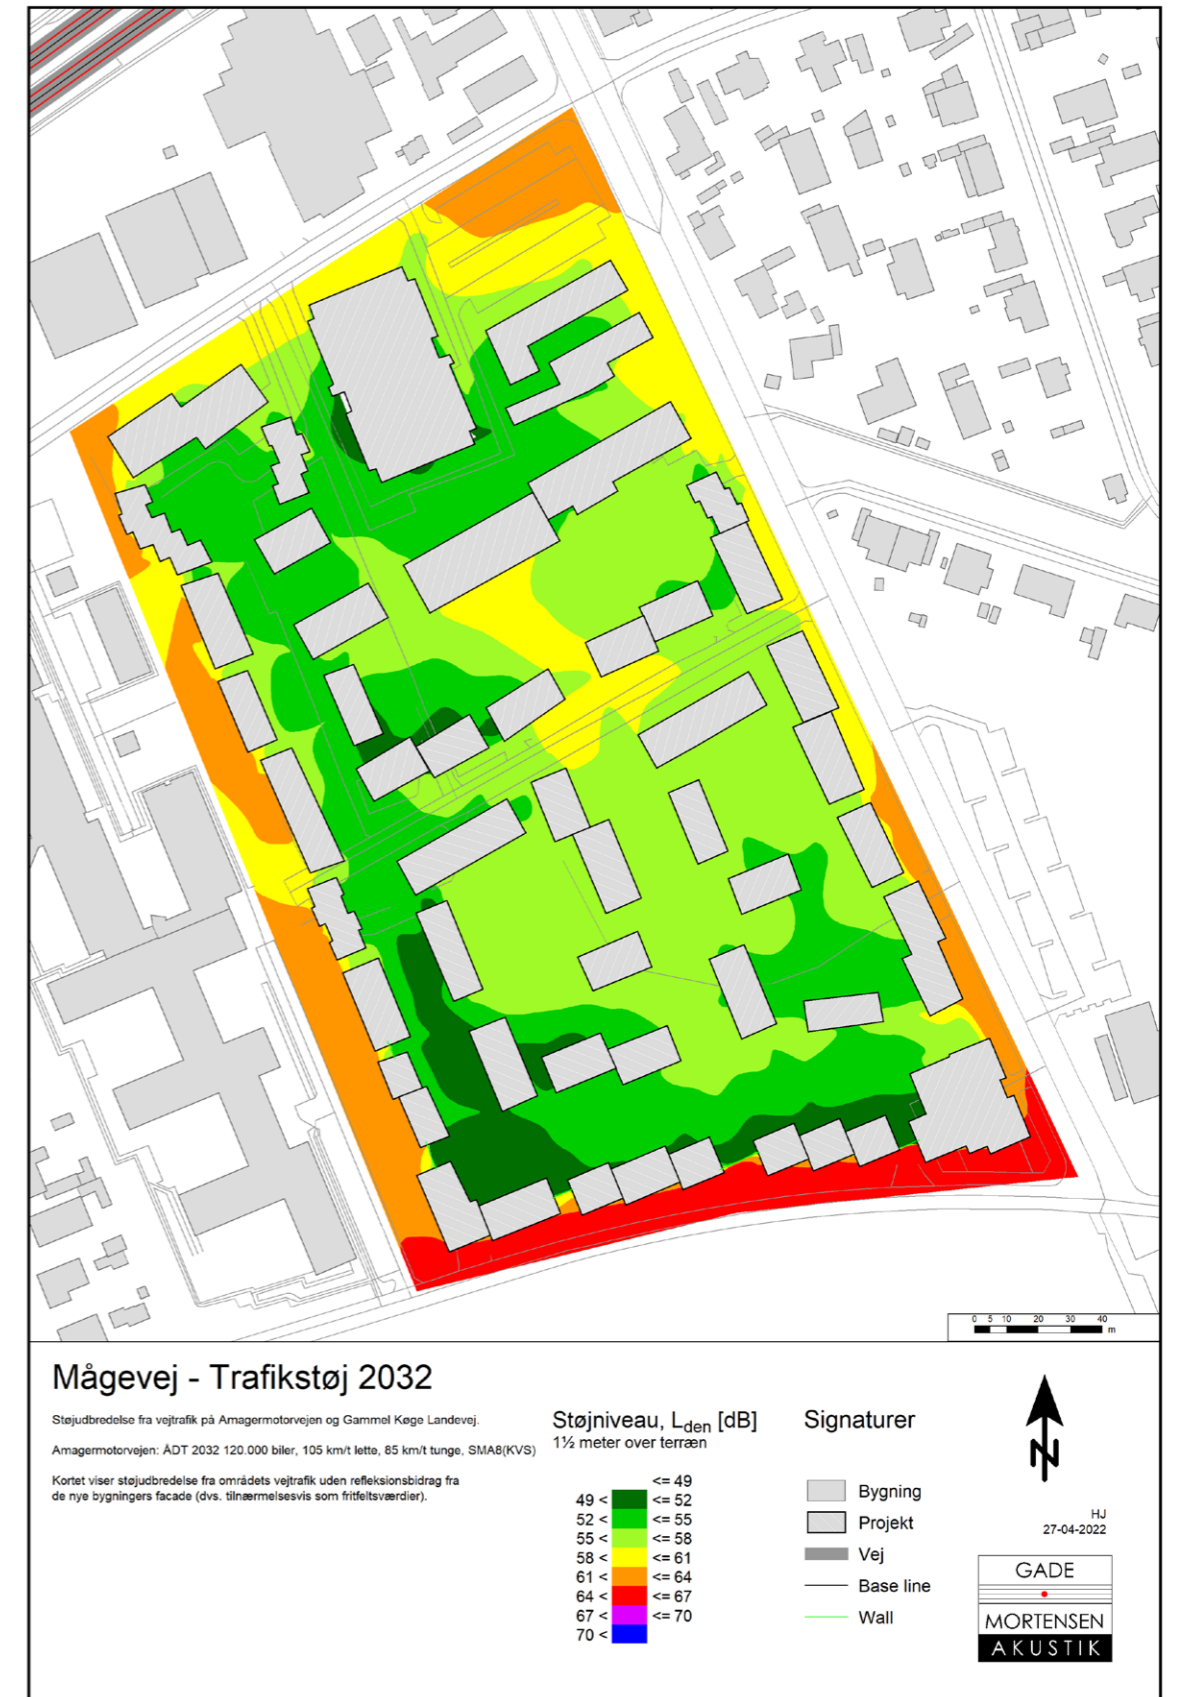 0 5 10 20 30 40
m
Mågevej - Trafikstøj 2032
Støjudbredelse fra vejtrafik på Amagermotorvejen og Gammel Køge Landevej.
Amagermotorvejen: ÅDT 2032 120.000 biler, 105 km/t lette, 85 km/t tunge, SMA8(KVS)
Kortet viser støjudbredelse fra områdets vejtrafik uden refleksionsbidrag fra
de nye bygningers facade (dvs. tilnærmelsesvis som fritfeltsværdier).
Støjniveau, Lden [dB]
1½ meter over terræn
<= 49
49 < <= 52
52 < <= 55
55 < <= 58
58 < <= 61
61 < <= 64
64 < <= 67
67 < <= 70
70 <
Signaturer
Bygning
Projekt
Vej
Base line
Wall
N
HJ
27-04-2022
GADE
MORTENSEN
AKUSTIK